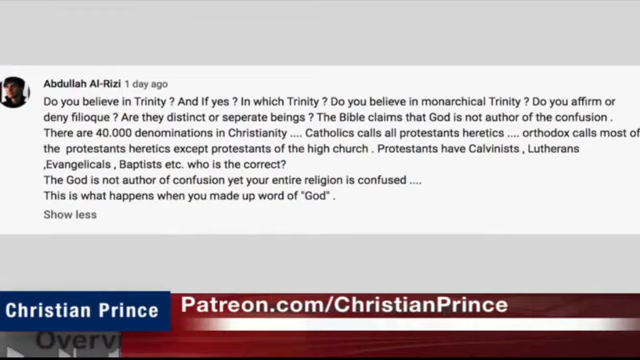 Abdullah Al-Rizi 1 day ago
Do you believe in Trinity ? And If yes ? In which Trinity ? Do you believe in monarchical Trinity ? Do you affirm or
deny filioque ? Are they distinct or seperate beings ? The Bible claims that God is not author of the confusion .
There are 40.000 denominations in Christianity .... Catholics calls all protestants heretics .... orthodox calls most of
the protestants heretics except protestants of the high church . Protestants have Calvinists , Lutherans
,Evangelicals , Baptists etc. who is the correct?
The God is not author of confusion yet your entire religion is confused ....
This is what happens when you made up word of "God" .
Show less
Christian Prince
Patreon.com/ChristianPrince